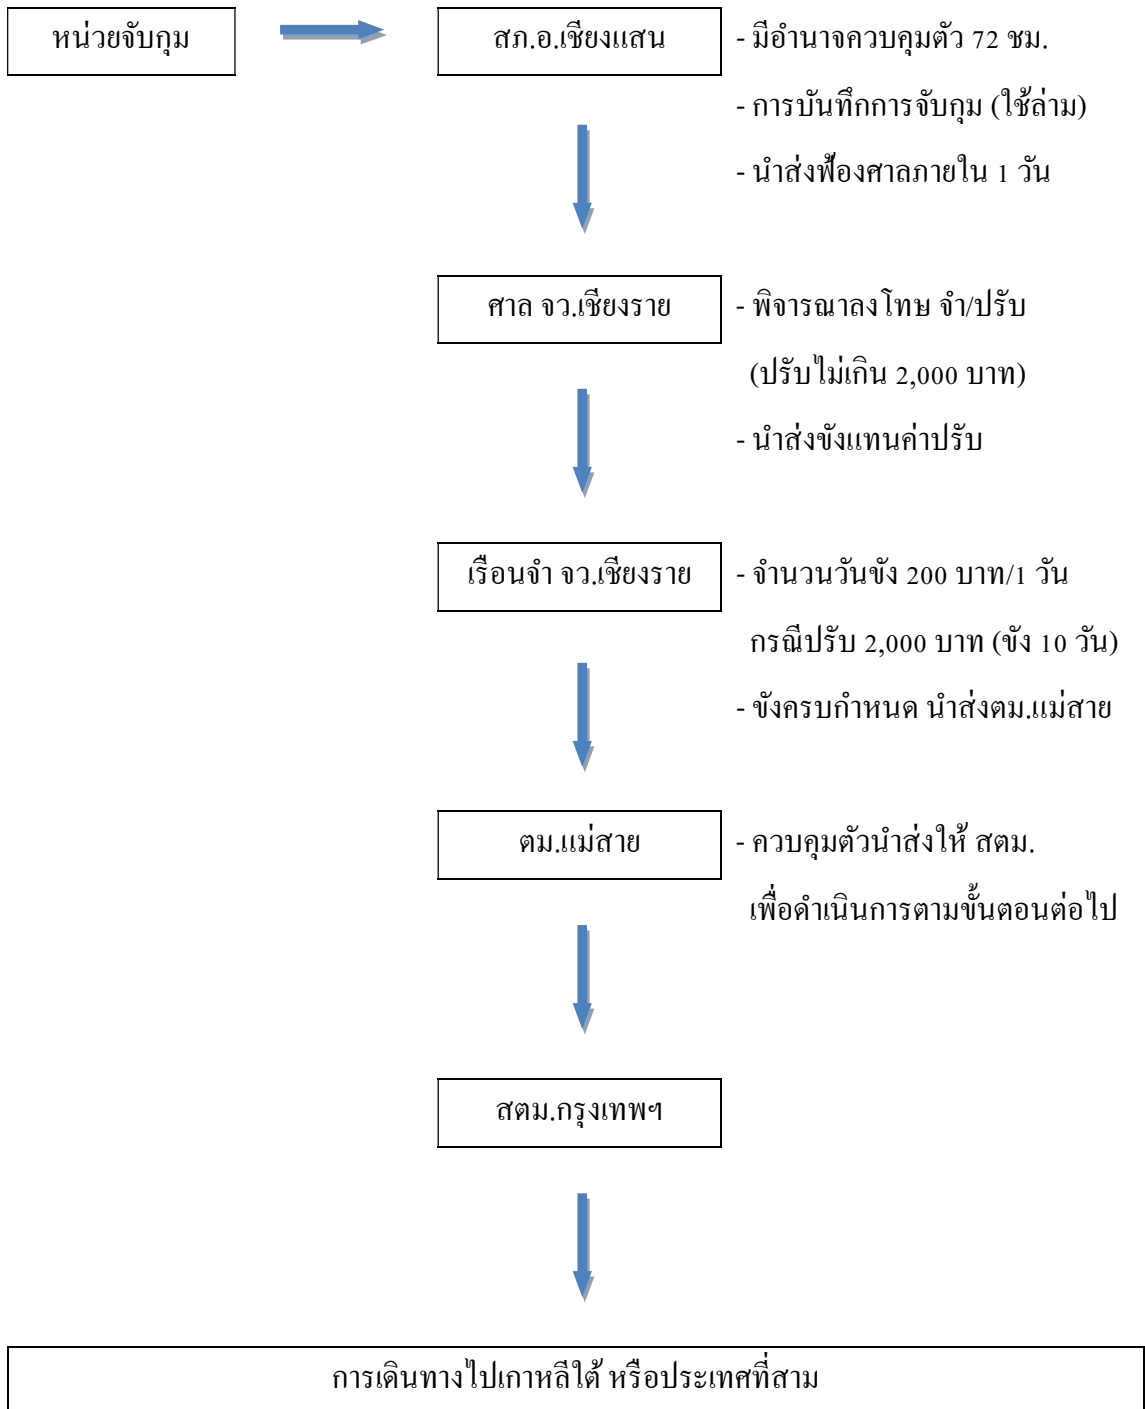 หน่วยจับกุม
สภ.อ.เชียงแสน
- มีอำนาจควบคุมตัว 72 ชม.
- การบันทึกการจับกุม (ใช้ล่าม)
- นำส่งฟ้องศาลภายใน 1 วัน
ศาล จว.เชียงราย
- พิจารณาลงโทษ จำ/ปรับ
(ปรับไม่เกิน 2,000 บาท)
- นำส่งขังแทนค่าปรับ
เรือนจำ จว.เชียงราย
- จำนวนวันขัง 200 บาท/1 วัน
กรณีปรับ 2,000 บาท (ขัง 10 วัน)
- ขังครบกำหนด นำส่งตม.แม่สาย
ตม.แม่สาย
- ควบคุมตัวนำส่งให้ สตม.
เพื่อดำเนินการตามขั้นตอนต่อไป
สตม.กรุงเทพฯ
การเดินทางไปเกาหลีใต้ หรือประเทศที่สาม